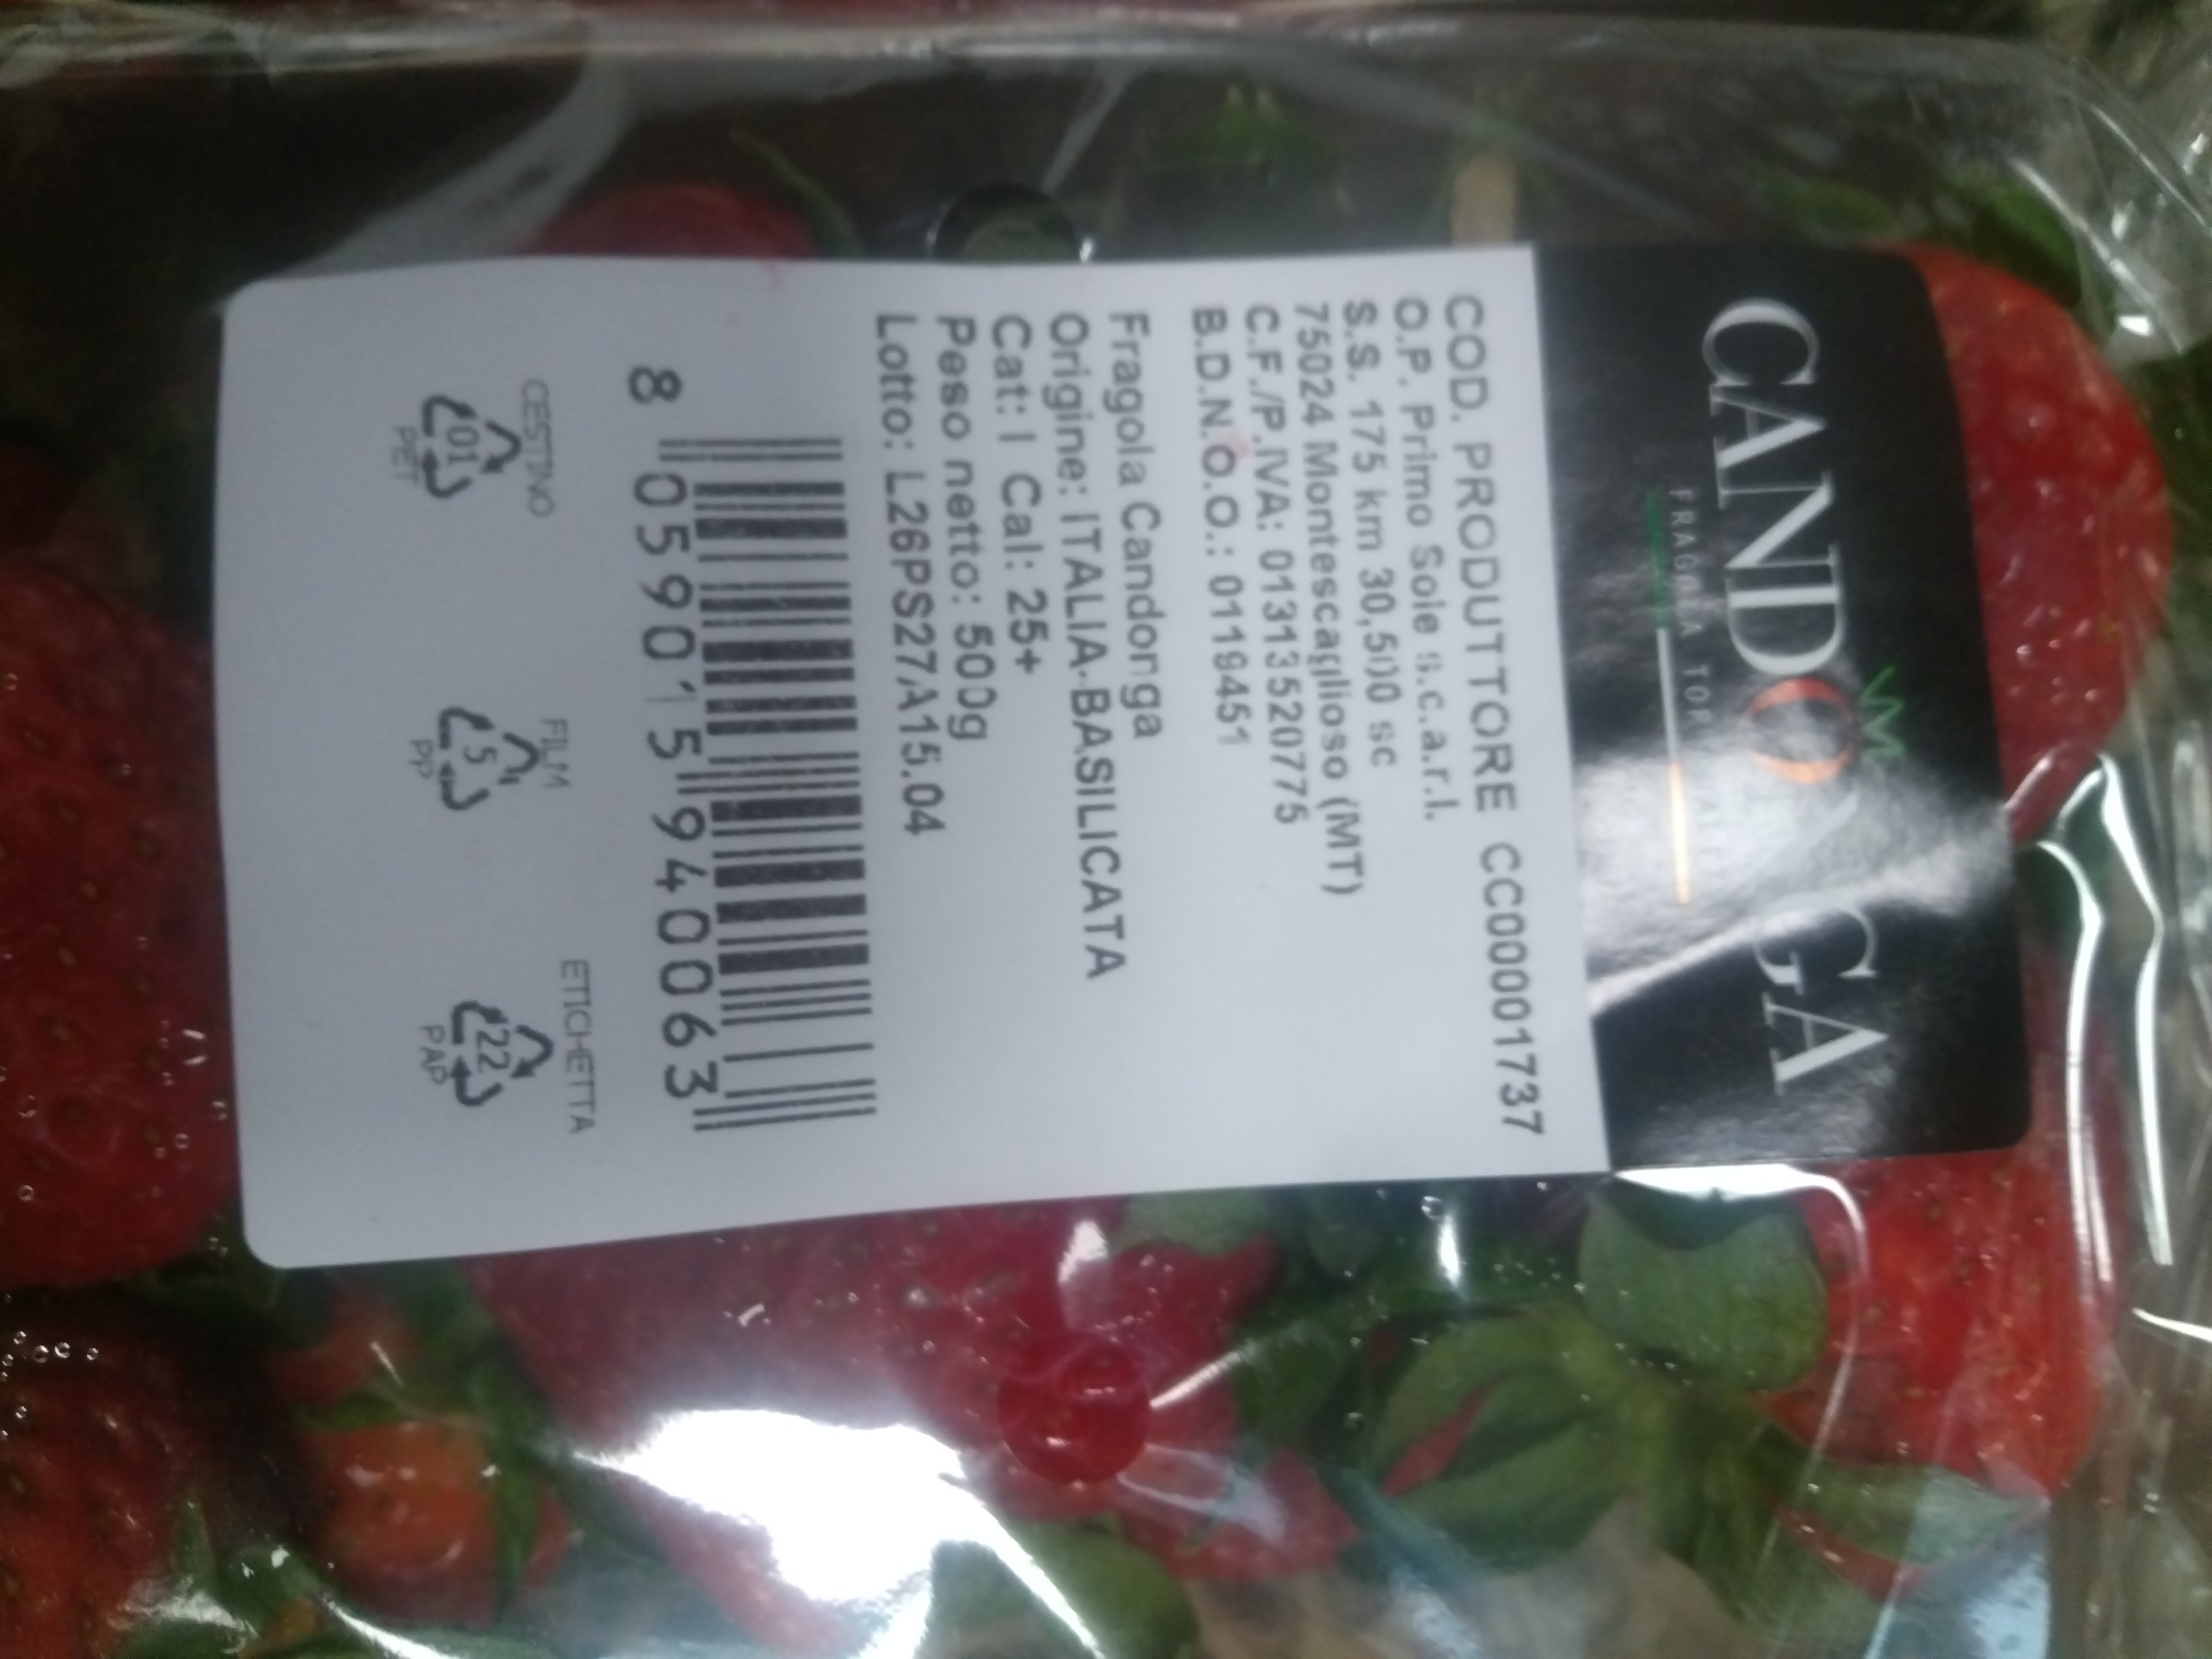 CANDONGA
FRAGOLA TOP
COD. PRODUTTORE CC00001737
O.P. Primo Sole s.c.a.r.l.
S.S. 175 km 30,500 sc
75024 Montescaglioso (MT)
C.F./P.IVA: 01313520775
B.D.N.O.O.: 0119451
Fragola Candonga
Origine: ITALIA-BASILICATA
Cat: I Cal: 25+
Peso netto: 500g
Lotto: L26PS27A15.04
8 059015 940063
CESTINO FILM ETICHETTA
01 5 22
PET PP PAP